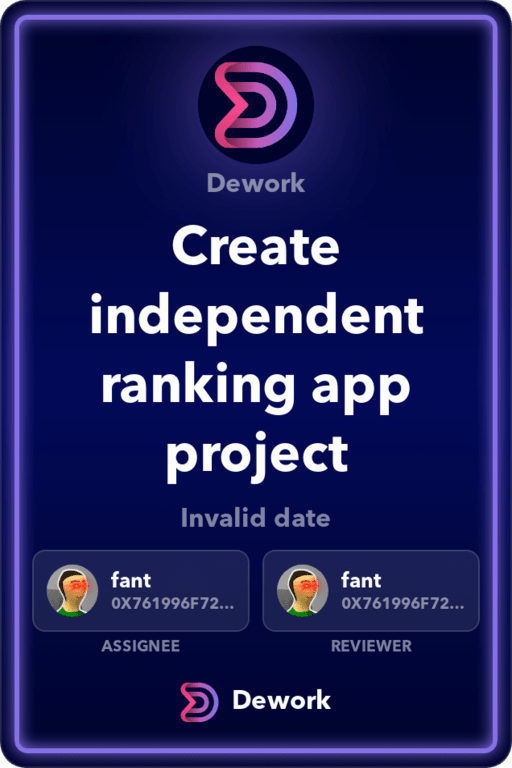 Dework
Create
independent
ranking app
project
Invalid date
fant
0X761996F72...
ASSIGNEE
fant
0X761996F72...
REVIEWER
Dework